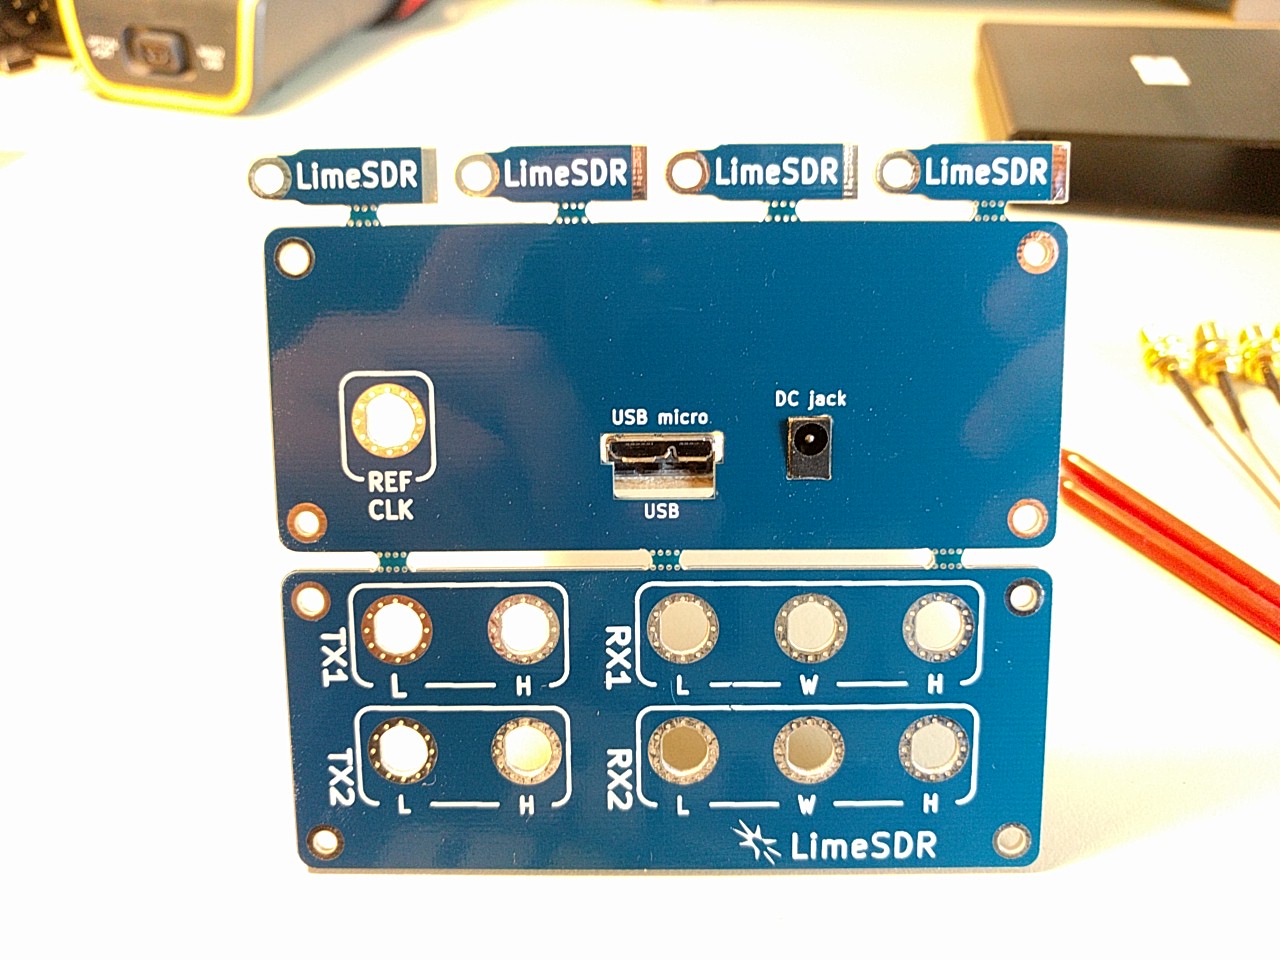 LimeSDR LimeSDR LimeSDR LimeSDR
DC jack
USB micro
REF
CLK
USB
TX1
L H
RX1
L W H
TX2
L H
RX2
L W H
LimeSDR